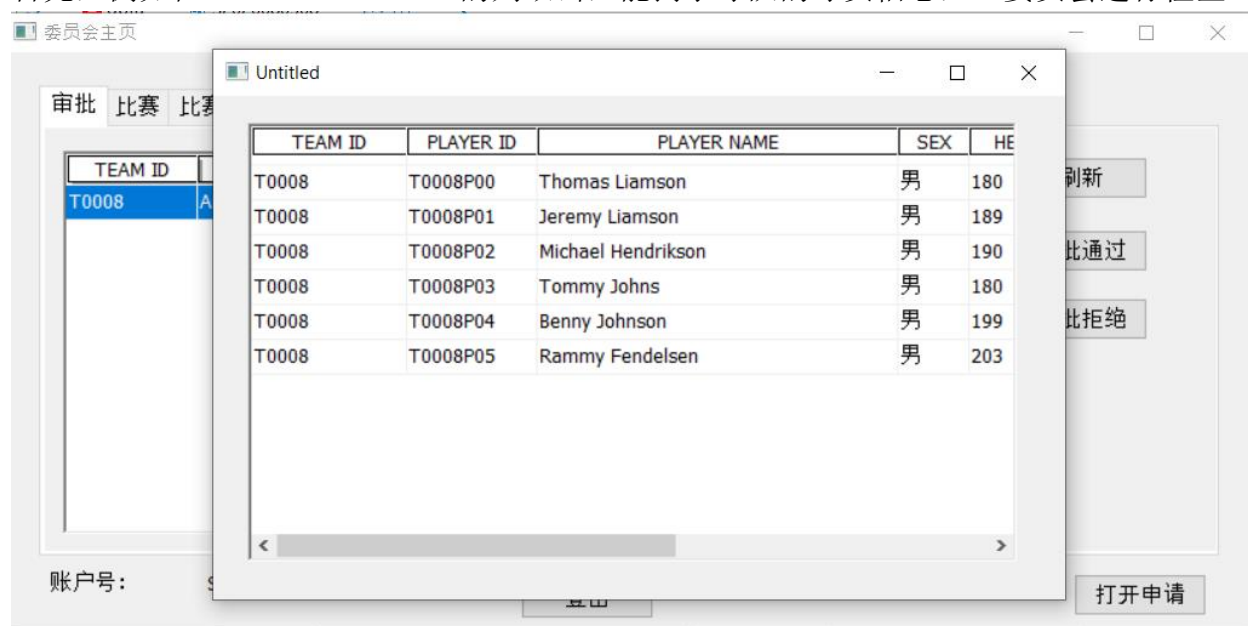 委员会主页
Untitled
审批 比赛
TEAM ID
T0008
TEAM ID PLAYER ID PLAYER NAME SEX HE
T0008 T0008P00 Thomas Liamson 男 180
T0008 T0008P01 Jeremy Liamson 男 189
T0008 T0008P02 Michael Hendrikson 男 190
T0008 T0008P03 Tommy Johns 男 180
T0008 T0008P04 Benny Johnson 男 199
T0008 T0008P05 Rammy Fendelsen 男 203
刷新
批通过
批拒绝
账户号：
登出
打开申请